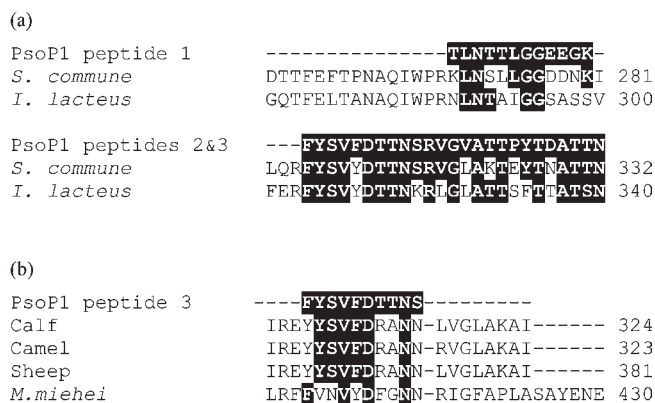 (a)
PsoP1 peptide 1 ------------------TLNTTLGGEEGK-
S. commune DTTFEFTPNAQIWPRKLNSLLGGDDNKI 281
I. lacteus GQTFELTANAQIWPRNLNTAIGGSASSV 300
PsoP1 peptides 2&3 ---FYSVFDTTNSRVGVATTPYTDATTN
S. commune LQRFYSVYDTTNSRVGLAKTEYTNATTN 332
I. lacteus FERFYSVYDTTNKRLGLATTSFTTATSN 340
(b)
PsoP1 peptide 3 ----FYSVFDTTNS-----------
Calf IREYYSVFDRANN-LVGLAKAI------ 324
Camel IREYYSVFDRANN-RVGLAKAI------ 323
Sheep IREYYSVFDRANN-LVGLAKAI------ 381
M.miehei LRFFVNVYDFGNN-RIGFAPLASAYENE 430